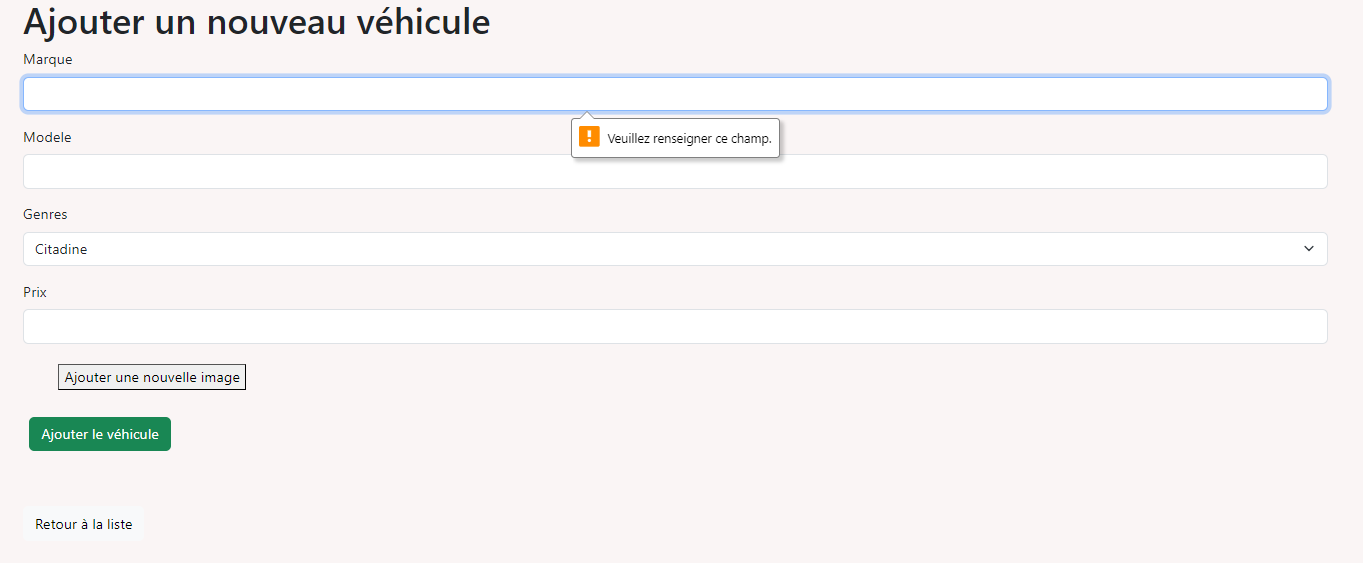 Ajouter un nouveau véhicule
Marque
Veuillez renseigner ce champ.
Modele
Genres
Citadine
Prix
Ajouter une nouvelle image
Ajouter le véhicule
Retour à la liste